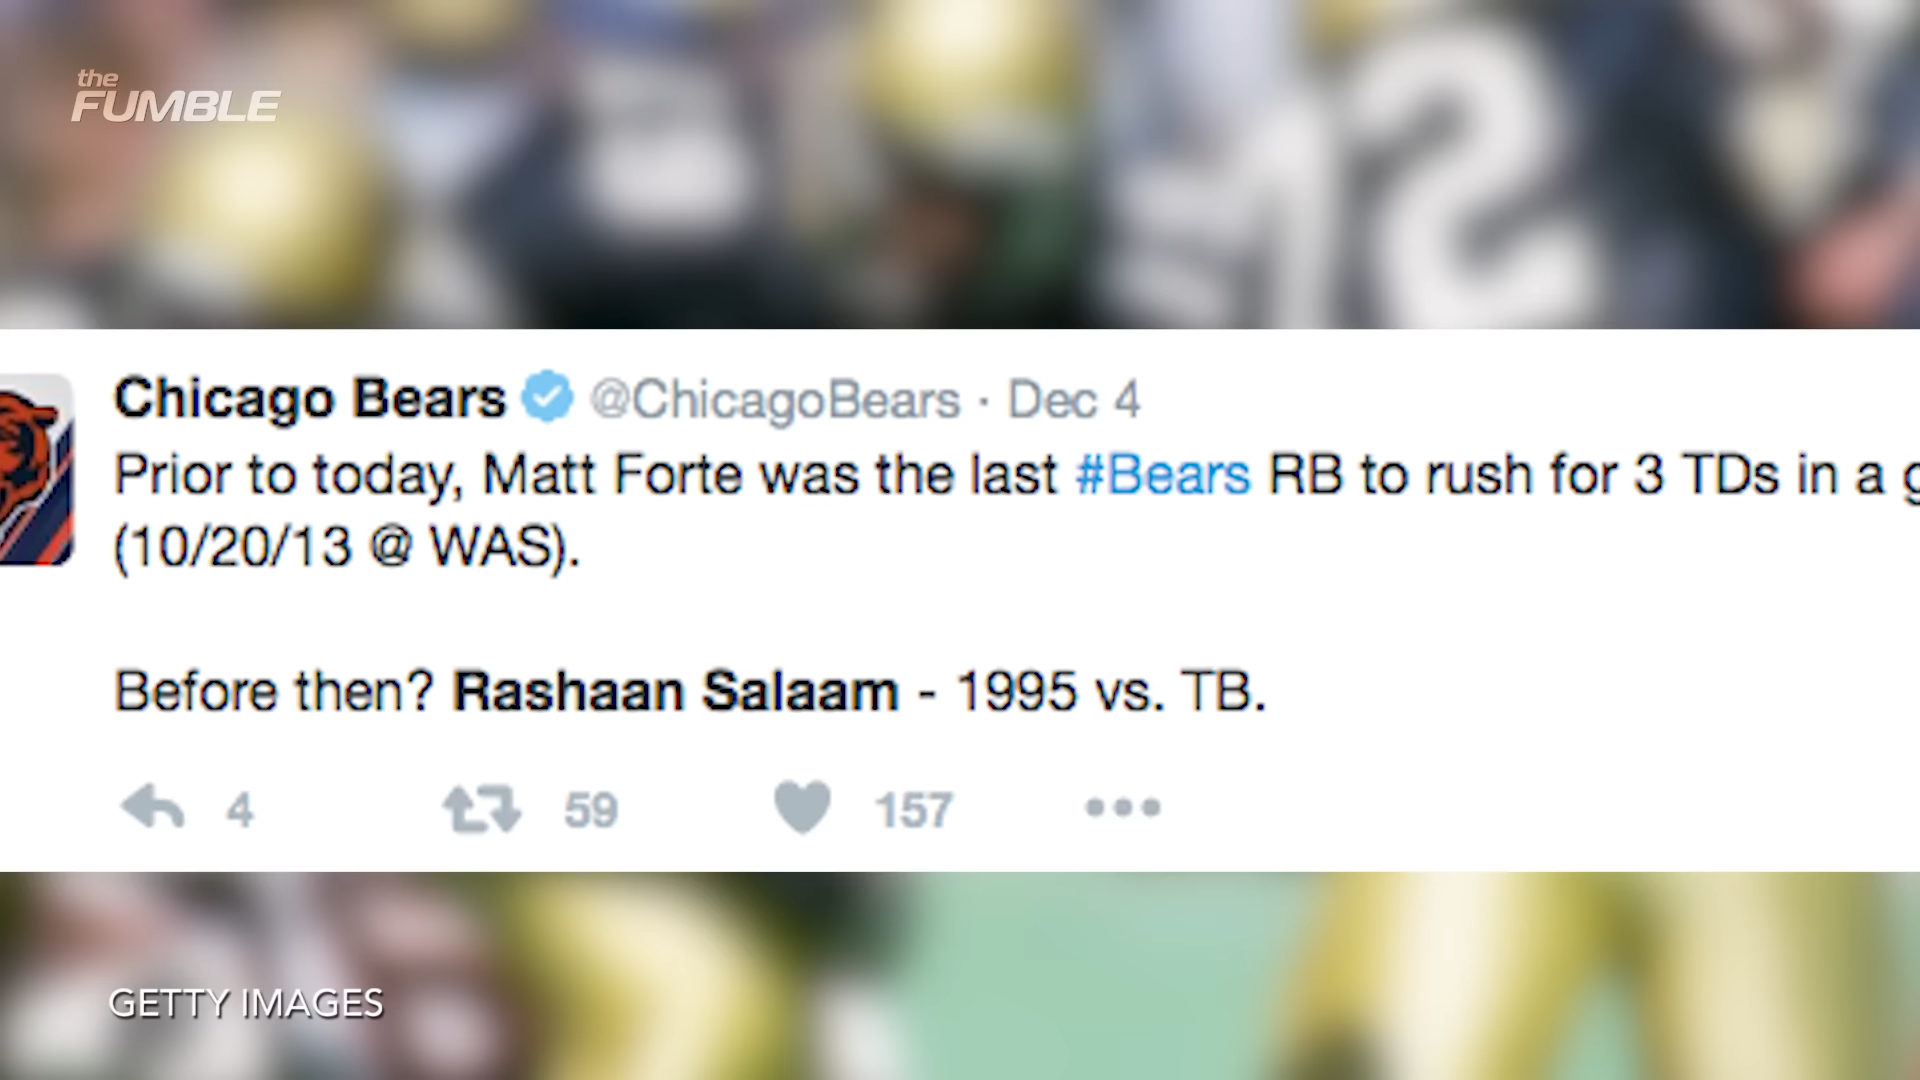 the
FUMBLE
Chicago Bears @ChicagoBears · Dec 4
Prior to today, Matt Forte was the last #Bears RB to rush for 3 TDs in a
(10/20/13 @ WAS).
Before then? Rashaan Salaam - 1995 vs. TB.
4 59 157
GETTY IMAGES